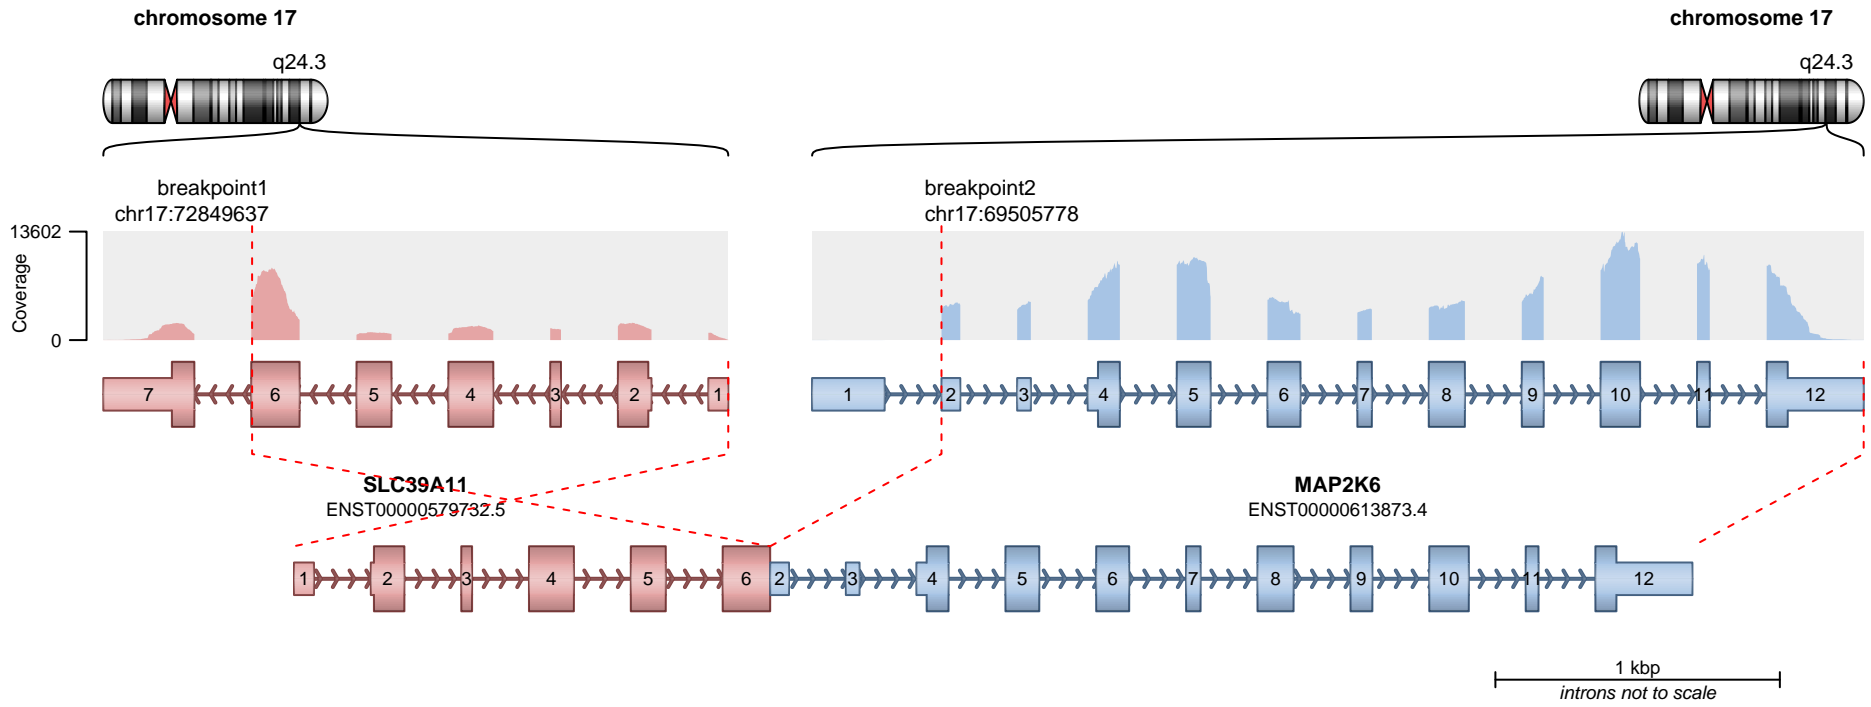 chromosome 17
chromosome 17
q24.3
q24.3
breakpoint1
chr17:72849637
breakpoint2
chr17:69505778
13602
Coverage
0
7 6 5 4 3 2 1
1 2 3 4 5 6 7 8 9 10 11 12
SLC39A11
ENST00000579732.5
MAP2K6
ENST00000613873.4
1 2 3 4 5 6 2 3 4 5 6 7 8 9 10 11 12
1 kbp
introns not to scale